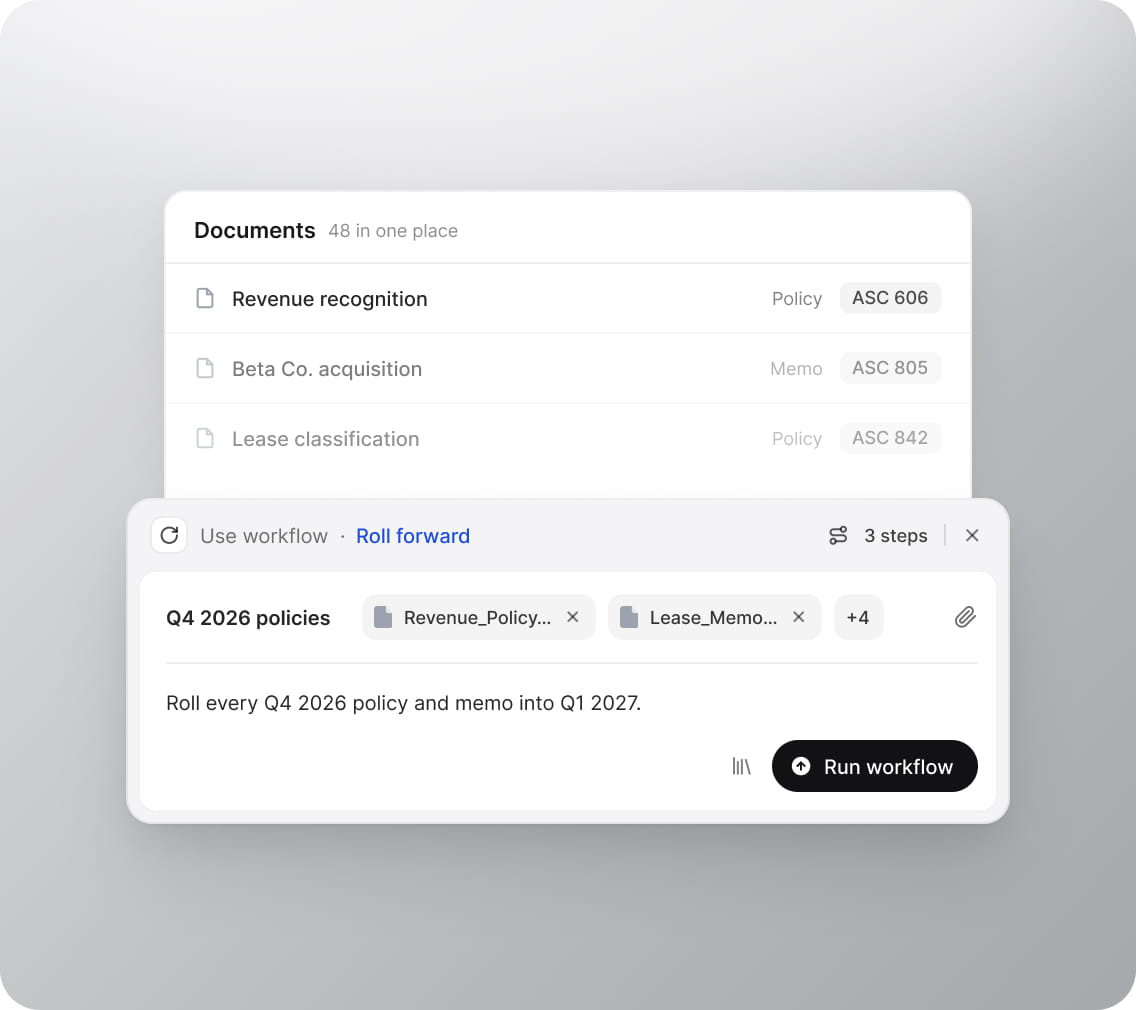 Documents 48 in one place
Revenue recognition Policy ASC 606
Beta Co. acquisition Memo ASC 805
Lease classification Policy ASC 842
Use workflow · Roll forward 3 steps
Q4 2026 policies Revenue_Policy... Lease_Memo... +4
Roll every Q4 2026 policy and memo into Q1 2027.
Run workflow